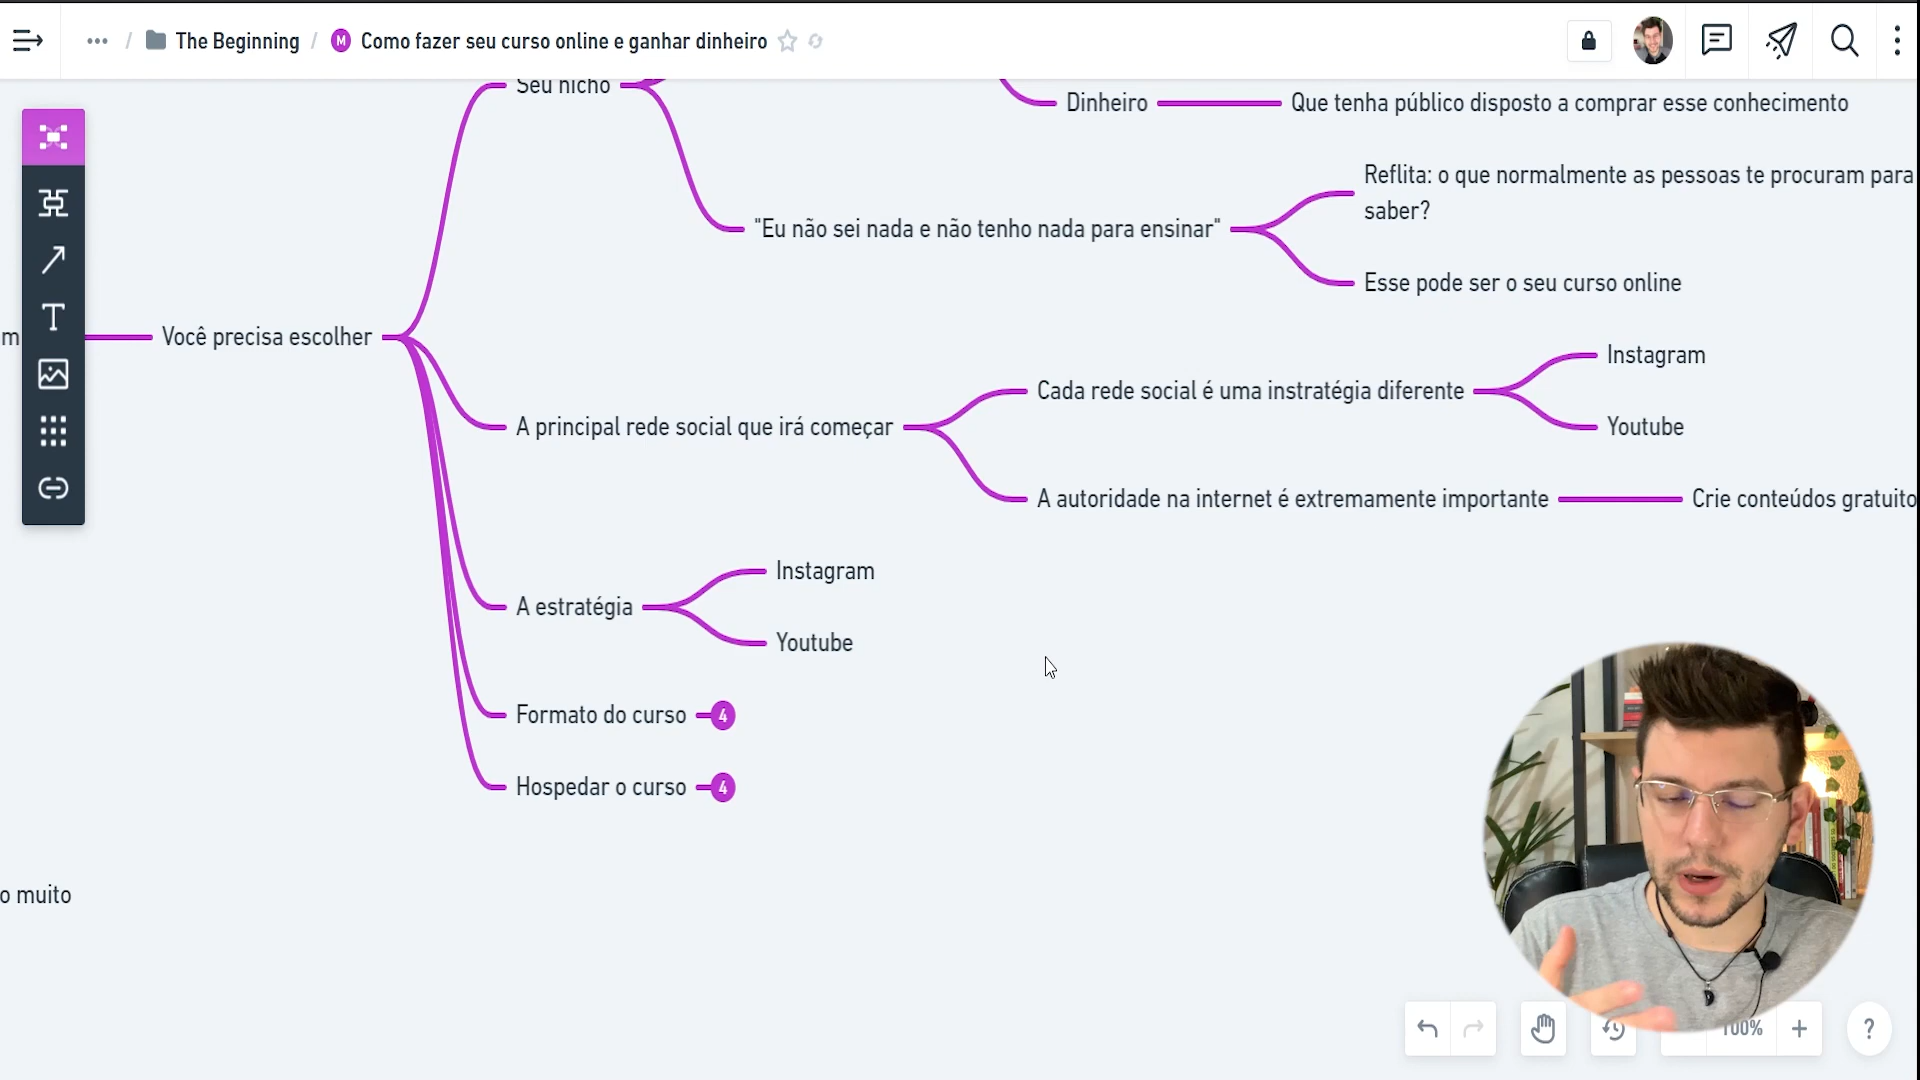 ... / The Beginning / M Como fazer seu curso online e ganhar dinheiro
Seu nicho
Dinheiro
Que tenha público disposto a comprar esse conhecimento
Reflita: o que normalmente as pessoas te procuram para
saber?
"Eu não sei nada e não tenho nada para ensinar"
Esse pode ser o seu curso online
T
m
Você precisa escolher
Instagram
Cada rede social é uma instratégia diferente
A principal rede social que irá começar
Youtube
A autoridade na internet é extremamente importante
Crie conteúdos gratuito
Instagram
A estratégia
Youtube
Formato do curso
4
Hospedar o curso
4
o muito
100%
?